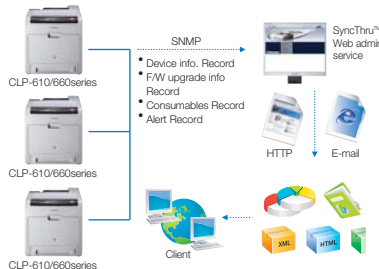 SNMP
• Device info. Record
• F/W upgrade info
Record
• Consumables Record
• Alert Record
SyncThru™
Web admin
service
CLP-610/660series
CLP-610/660series
CLP-610/660series
HTTP
E-mail
Client
XML
HTML